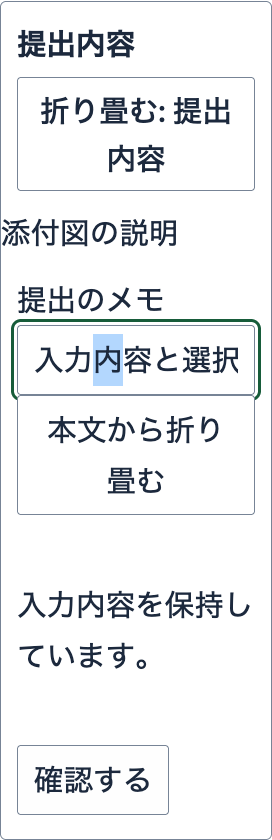 提出内容
折り畳む: 提出
内容
添付図の説明
提出のメモ
入力内容と選択
本文から折り
畳む
入力内容を保持し
ています。
確認する